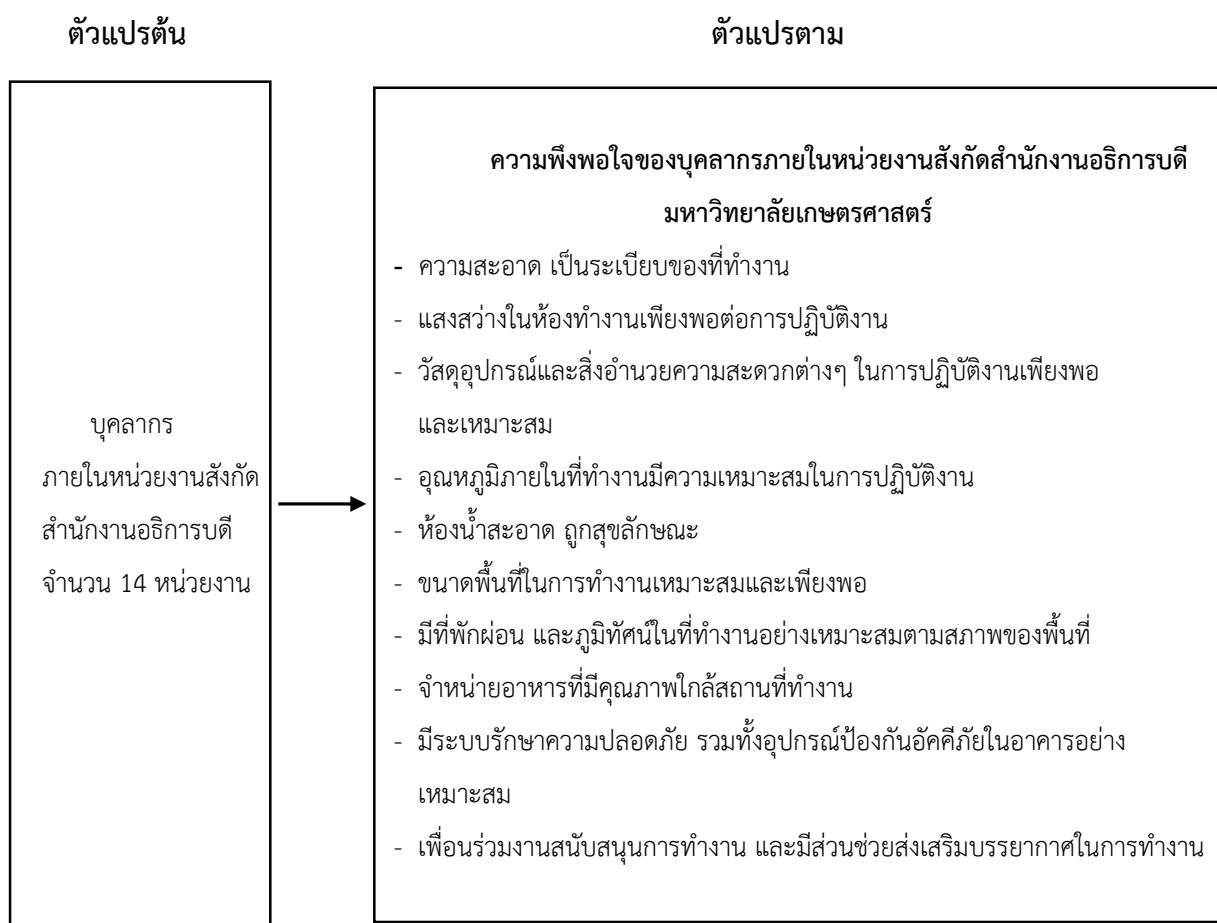 ตัวแปรต้น
ตัวแปรตาม
บุคลากร
ภายในหน่วยงานสังกัด
สำนักงานอธิการบดี
จำนวน 14 หน่วยงาน
ความพึงพอใจของบุคลากรภายในหน่วยงานสังกัดสำนักงานอธิการบดี
มหาวิทยาลัยเกษตรศาสตร์
- ความสะอาด เป็นระเบียบของที่ทำงาน
- แสงสว่างในห้องทำงานเพียงพอต่อการปฏิบัติงาน
- วัสดุอุปกรณ์และสิ่งอำนวยความสะดวกต่างๆ ในการปฏิบัติงานเพียงพอ
และเหมาะสม
- อุณหภูมิภายในที่ทำงานมีความเหมาะสมในการปฏิบัติงาน
- ห้องน้ำสะอาด ถูกสุขลักษณะ
- ขนาดพื้นที่ในการทำงานเหมาะสมและเพียงพอ
- มีที่พักผ่อน และภูมิทัศน์ในที่ทำงานอย่างเหมาะสมตามสภาพของพื้นที่
- จำหน่ายอาหารที่มีคุณภาพใกล้สถานที่ทำงาน
- มีระบบรักษาความปลอดภัย รวมทั้งอุปกรณ์ป้องกันอัคคีภัยในอาคารอย่าง
เหมาะสม
- เพื่อนร่วมงานสนับสนุนการทำงาน และมีส่วนช่วยส่งเสริมบรรยากาศในการทำงาน